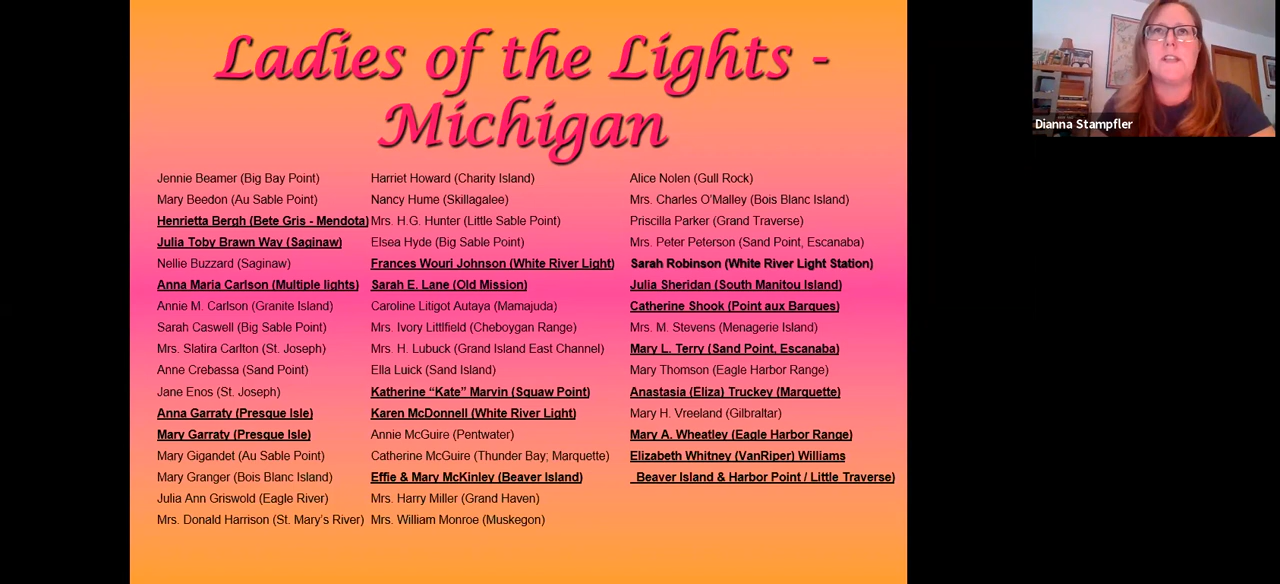 Ladies of the Lights -
Michigan
Jennie Beamer (Big Bay Point)
Mary Beedon (Au Sable Point)
Henrietta Bergh (Bete Gris - Mendota)
Julia Toby Brawn Way (Saginaw)
Nellie Buzzard (Saginaw)
Anna Maria Carlson (Multiple lights)
Annie M. Carlson (Granite Island)
Sarah Caswell (Big Sable Point)
Mrs. Slatira Carlton (St. Joseph)
Anne Crebassa (Sand Point)
Jane Enos (St. Joseph)
Anna Garraty (Presque Isle)
Mary Garraty (Presque Isle)
Mary Gigandet (Au Sable Point)
Mary Granger (Bois Blanc Island)
Julia Ann Griswold (Eagle River)
Mrs. Donald Harrison (St. Mary's River)
Harriet Howard (Charity Island)
Nancy Hume (Skillagalee)
Mrs. H.G. Hunter (Little Sable Point)
Elsea Hyde (Big Sable Point)
Frances Wouri Johnson (White River Light)
Sarah E. Lane (Old Mission)
Caroline Litigot Autaya (Mamajuda)
Mrs. Ivory Littlfield (Cheboygan Range)
Mrs. H. Lubuck (Grand Island East Channel)
Ella Luick (Sand Island)
Katherine “Kate” Marvin (Squaw Point)
Karen McDonnell (White River Light)
Annie McGuire (Pentwater)
Catherine McGuire (Thunder Bay; Marquette)
Effie & Mary McKinley (Beaver Island)
Mrs. Harry Miller (Grand Haven)
Mrs. William Monroe (Muskegon)
Alice Nolen (Gull Rock)
Mrs. Charles O'Malley (Bois Blanc Island)
Priscilla Parker (Grand Traverse)
Mrs. Peter Peterson (Sand Point, Escanaba)
Sarah Robinson (White River Light Station)
Julia Sheridan (South Manitou Island)
Catherine Shook (Point aux Barques)
Mrs. M. Stevens (Menagerie Island)
Mary L. Terry (Sand Point, Escanaba)
Mary Thomson (Eagle Harbor Range)
Anastasia (Eliza) Truckey (Marquette)
Mary H. Vreeland (Gilbraltar)
Mary A. Wheatley (Eagle Harbor Range)
Elizabeth Whitney (VanRiper) Williams
Beaver Island & Harbor Point / Little Traverse)
Dianna Stampfler